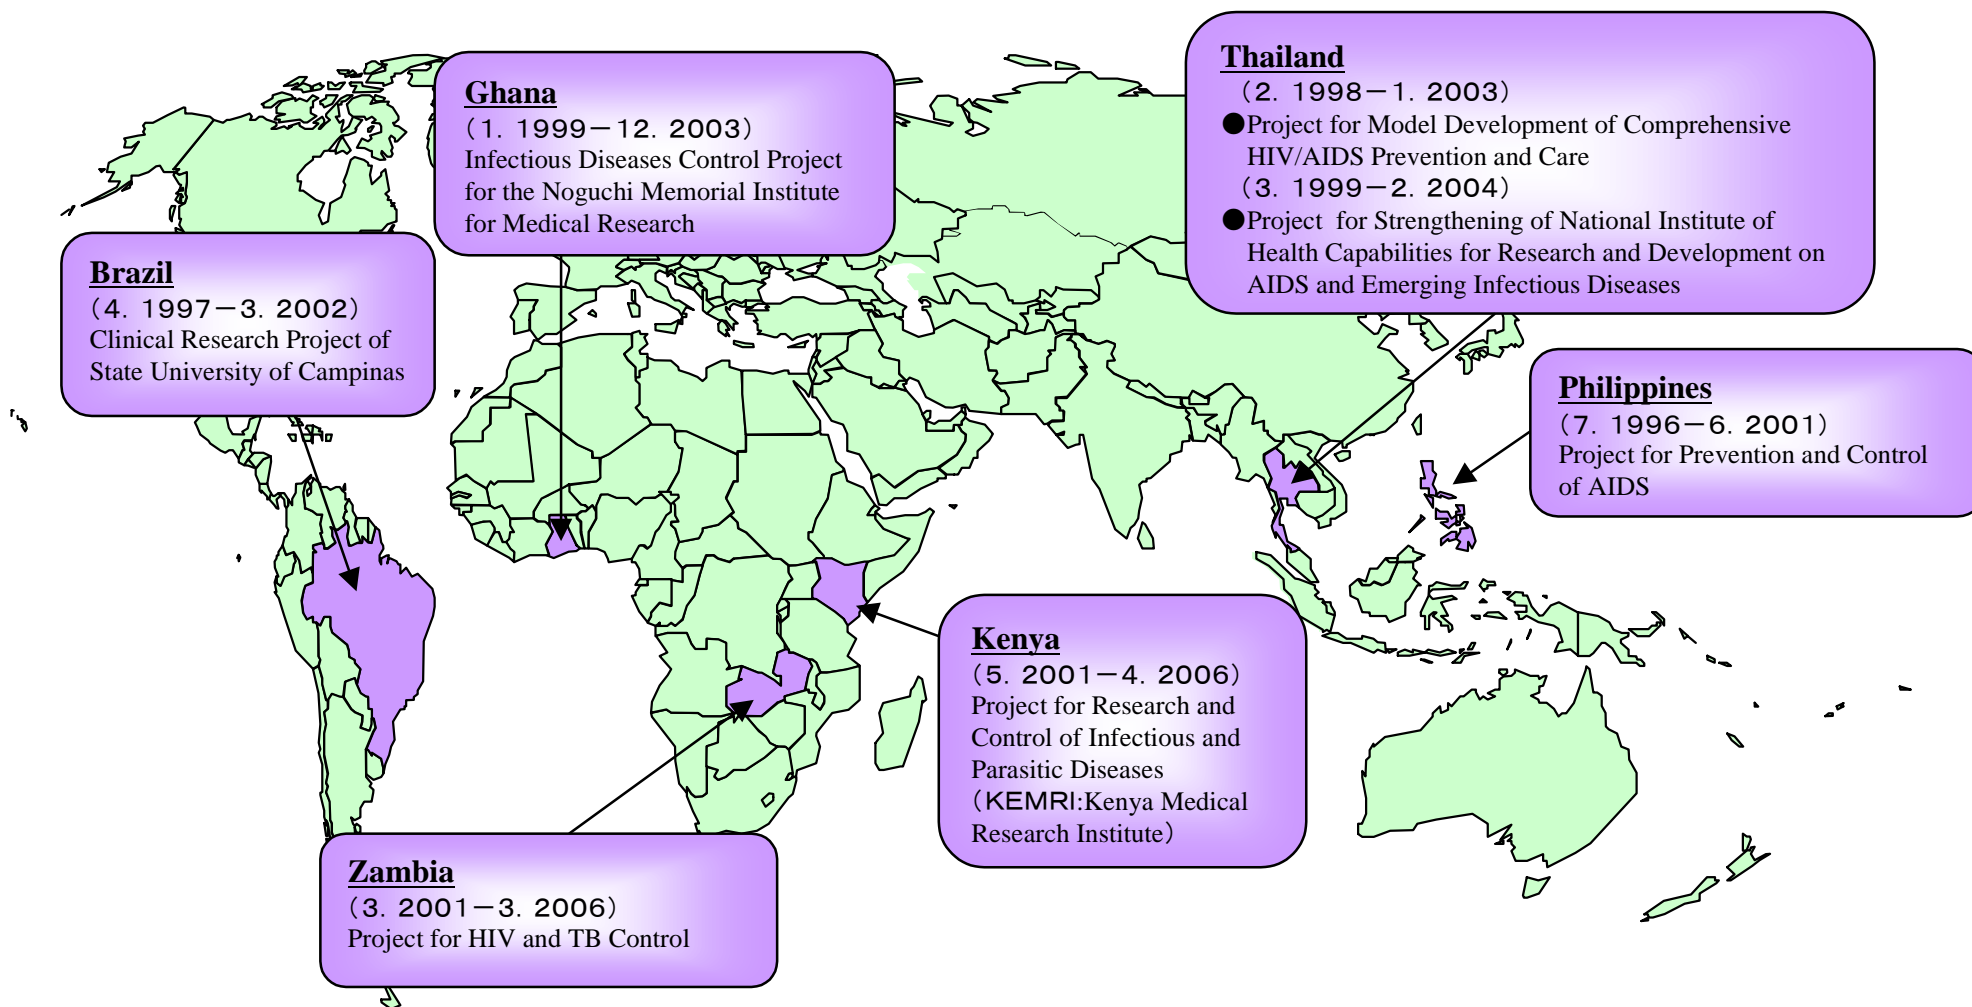 Ghana
(1. 1999－12. 2003)
Infectious Diseases Control Project
for the Noguchi Memorial Institute
for Medical Research
Thailand
(2. 1998－1. 2003)
●Project for Model Development of Comprehensive
HIV/AIDS Prevention and Care
(3. 1999－2. 2004)
●Project for Strengthening of National Institute of
Health Capabilities for Research and Development on
AIDS and Emerging Infectious Diseases
Brazil
(4. 1997－3. 2002)
Clinical Research Project of
State University of Campinas
Philippines
(7. 1996－6. 2001)
Project for Prevention and Control
of AIDS
Kenya
(5. 2001－4. 2006)
Project for Research and
Control of Infectious and
Parasitic Diseases
(KEMRI:Kenya Medical
Research Institute)
Zambia
(3. 2001－3. 2006)
Project for HIV and TB Control